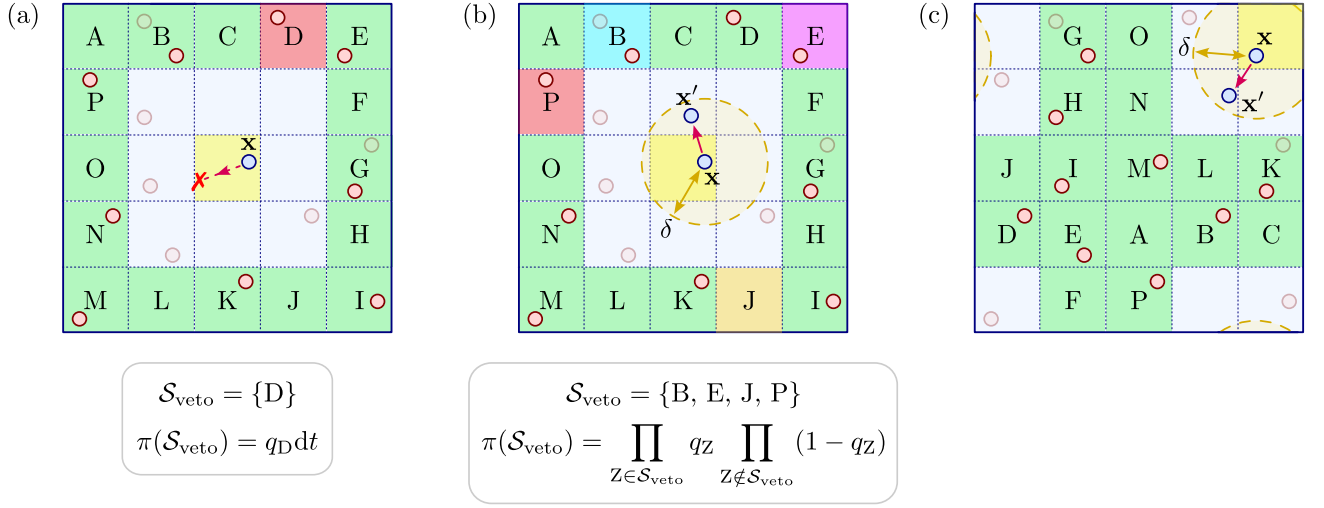 (a)
A B C D E
P F
x
O G
N H
M L K J I
S_veto = {D}
π(S_veto) = q_D dt
(b)
A B C D E
P x′ F
O x G
δ
N H
M L K J I
S_veto = {B, E, J, P}
π(S_veto) = ∏_{Z∈S_veto} q_Z ∏_{Z∉S_veto} (1 − q_Z)
(c)
G O δ x
H N x′
J I M L K
D E A B C
F P